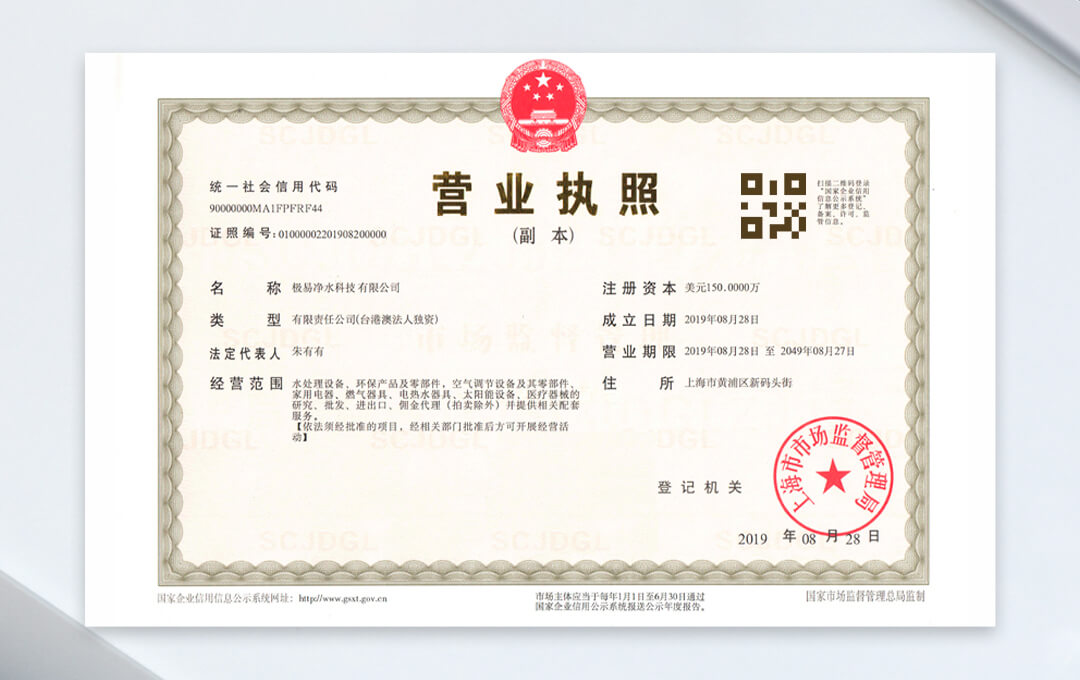 统一社会信用代码
90000000MA1FPFRF44
证照编号:01000002201908200000
营业执照
(副 本)
扫描二维码登录
“国家企业信用
信息公示系统”
了解更多登记、
备案、许可、监
管信息。
名 称 极易净水科技有限公司
类 型 有限责任公司(台港澳法人独资)
法定代表人 朱有有
经营范围 水处理设备、环保产品及零部件,空气调节设备及其零部件、
家用电器、燃气器具、电热水器具、太阳能设备、医疗器械的
研究、批发、进出口、佣金代理(拍卖除外)并提供相关配套
服务。
【依法须经批准的项目,经相关部门批准后方可开展经营活
动】
注册资本 美元150.0000万
成立日期 2019年08月28日
营业期限 2019年08月28日 至 2049年08月27日
住 所 上海市黄浦区新码头街
登记机关
上海市市场监督管理局
2019 年 08 月 28 日
国家企业信用信息公示系统网址: http://www.gsxt.gov.cn
市场主体应当于每年1月1日至6月30日通过
国家企业信用公示系统报送公示年度报告。
国家市场监督管理总局监制
SCJDGL
SCJDGL
SCJDGL
市场监督管理